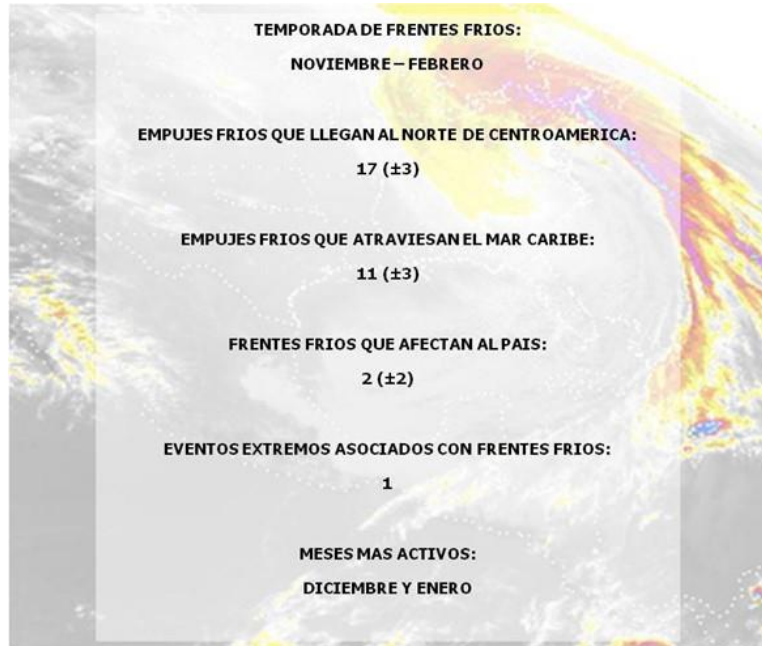 TEMPORADA DE FRENTES FRIOS:
NOVIEMBRE – FEBRERO
EMPUJES FRIOS QUE LLEGAN AL NORTE DE CENTROAMERICA:
17 (±3)
EMPUJES FRIOS QUE ATRAVIESAN EL MAR CARIBE:
11 (±3)
FRENTES FRIOS QUE AFECTAN AL PAIS:
2 (±2)
EVENTOS EXTREMOS ASOCIADOS CON FRENTES FRIOS:
1
MESES MAS ACTIVOS:
DICIEMBRE Y ENERO